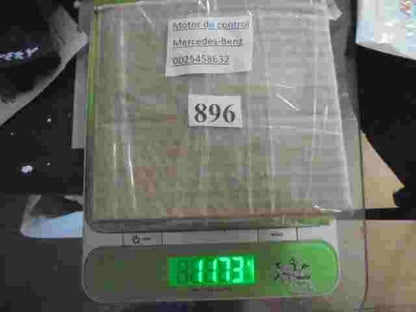 Motor de control
Mercedes-Benz
0025458632
896
1173